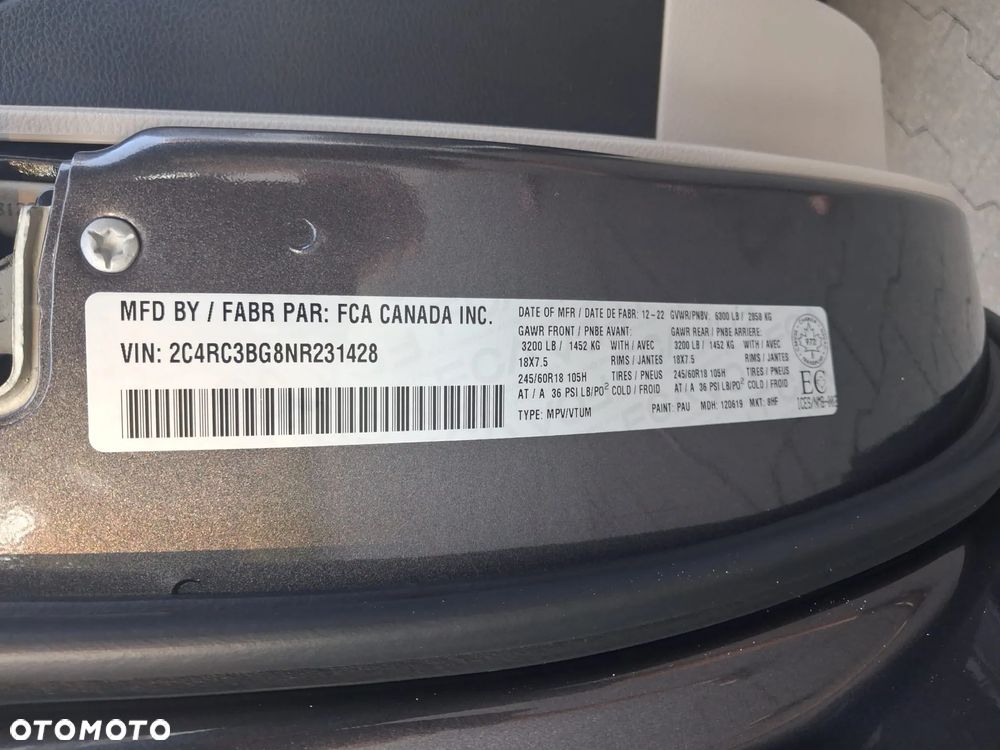 MFD BY / FABR PAR: FCA CANADA INC.
VIN: 2C4RC3BG8NR231428
DATE OF MFR / DATE DE FABR: 12-22 GVWR/PNBV: 6300 LB / 2858 KG
GAWR FRONT / PNBE AVANT: GAWR REAR / PNBE ARRIERE:
3200 LB / 1452 KG WITH / AVEC 3200 LB / 1452 KG WITH / AVEC
18X7.5 RIMS / JANTES 18X7.5 RIMS / JANTES
245/60R18 105H TIRES / PNEUS 245/60R18 105H TIRES / PNEUS
AT / A 36 PSI LB/PO² COLD / FROID AT / A 36 PSI LB/PO² COLD / FROID
TYPE: MPV/VTUM PAINT: PAU MDH: 120619 MKT: 8HF
EC
OTOMOTO